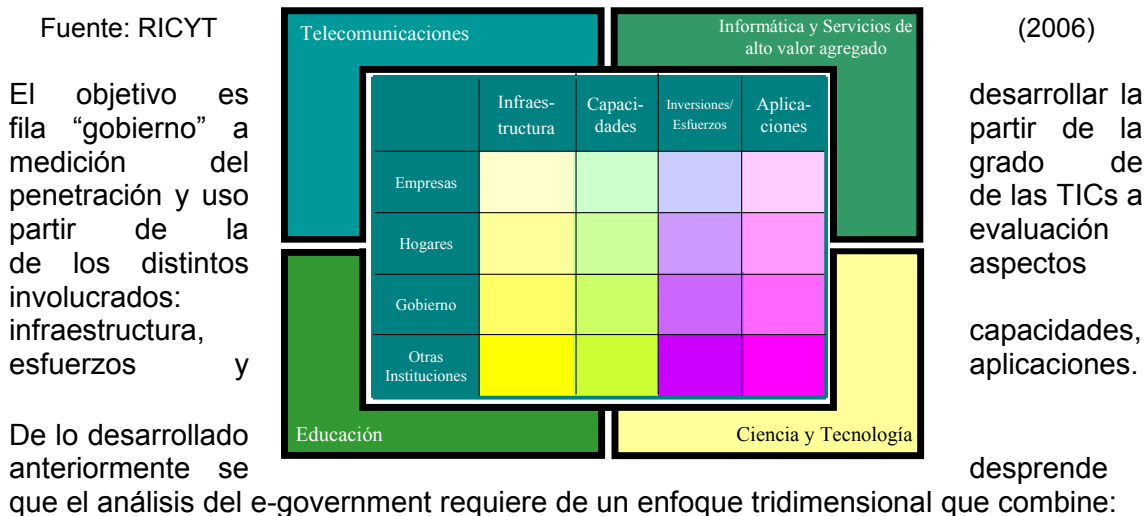 Fuente: RICYT (2006)
El objetivo es desarrollar la
fila “gobierno” a partir de la
medición del grado de
penetración y uso de las TICs a
partir de la evaluación
de los distintos aspectos
involucrados:
infraestructura, capacidades,
esfuerzos y aplicaciones.
Telecomunicaciones
Informática y Servicios de
alto valor agregado
Infraes-
tructura
Capaci-
dades
Inversiones/
Esfuerzos
Aplica-
ciones
Empresas
Hogares
Gobierno
Otras
Instituciones
Educación
Ciencia y Tecnología
De lo desarrollado
anteriormente se desprende
que el análisis del e-government requiere de un enfoque tridimensional que combine: